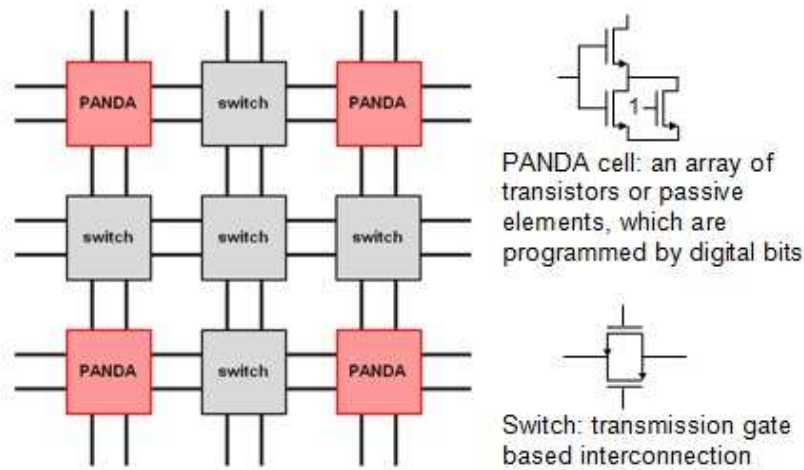 PANDA
switch
PANDA
switch
switch
switch
PANDA
switch
PANDA
1
PANDA cell: an array of
transistors or passive
elements, which are
programmed by digital bits
Switch: transmission gate
based interconnection